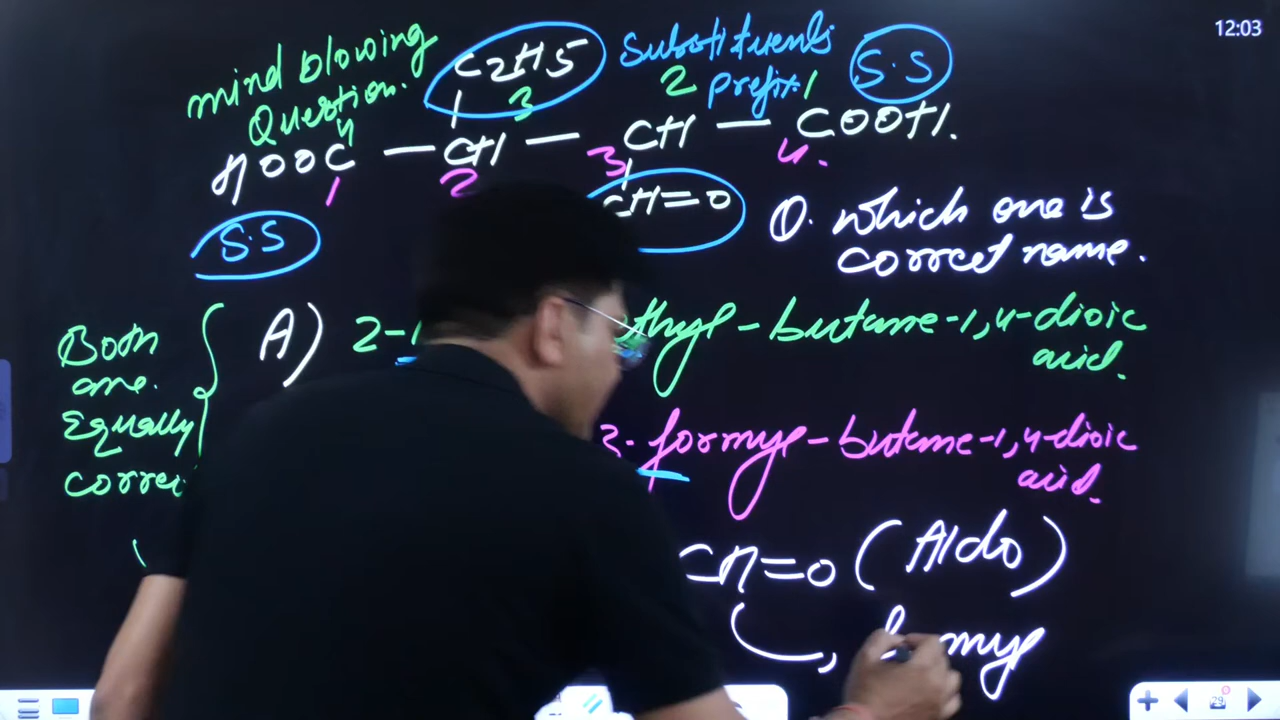 12:03
mind blowing
Question.
C2H5
Substituents
Prefix.
S.S
4 3 2 1
HOOC — CH — CH — COOH.
1 2 3 4.
CH=O
S.S
Q. which one is
correct name.
Both
are.
Equally
A) 2- thyl-butane-1,4-dioic
acid.
3-formyl-butane-1,4-dioic
acid.
CH=O (Aldo)
29